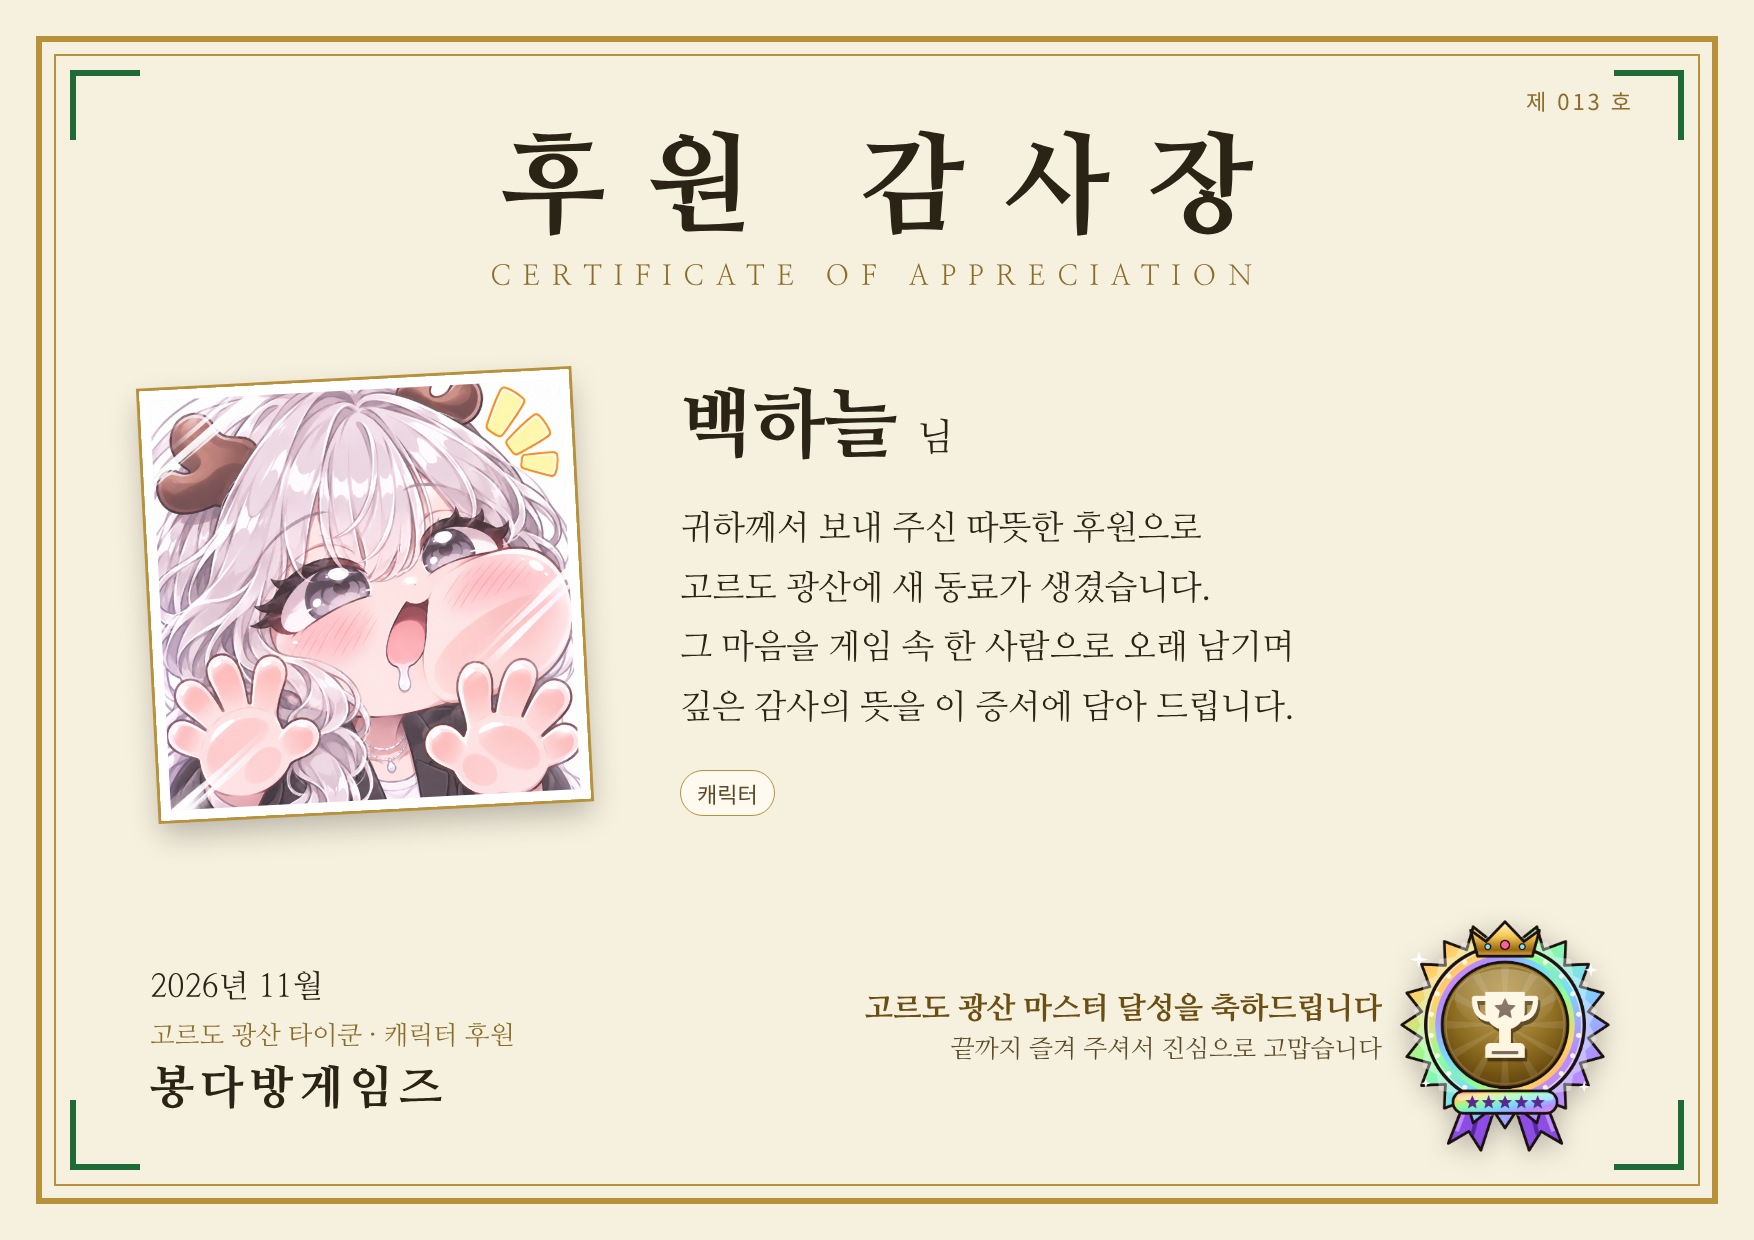 제 013 호
후원 감사장
CERTIFICATE OF APPRECIATION
백하늘 님
귀하께서 보내 주신 따뜻한 후원으로
고르도 광산에 새 동료가 생겼습니다.
그 마음을 게임 속 한 사람으로 오래 남기며
깊은 감사의 뜻을 이 증서에 담아 드립니다.
캐릭터
2026년 11월
고르도 광산 타이쿤 · 캐릭터 후원
봉다방게임즈
고르도 광산 마스터 달성을 축하드립니다
끝까지 즐겨 주셔서 진심으로 고맙습니다